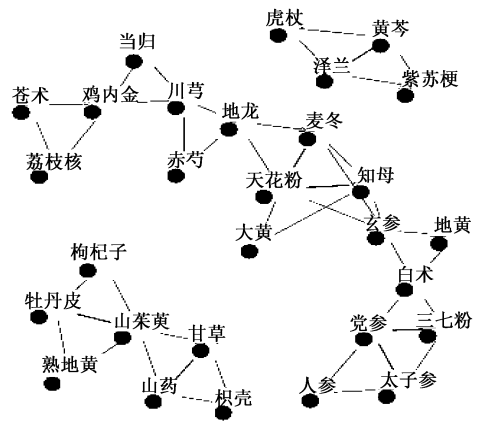 虎杖
黄芩
当归
泽兰
紫苏梗
苍术
鸡内金
川芎
地龙
麦冬
荔枝核
赤芍
天花粉
知母
大黄
玄参
地黄
枸杞子
白术
牡丹皮
山茱萸
甘草
党参
三七粉
熟地黄
山药
枳壳
人参
太子参